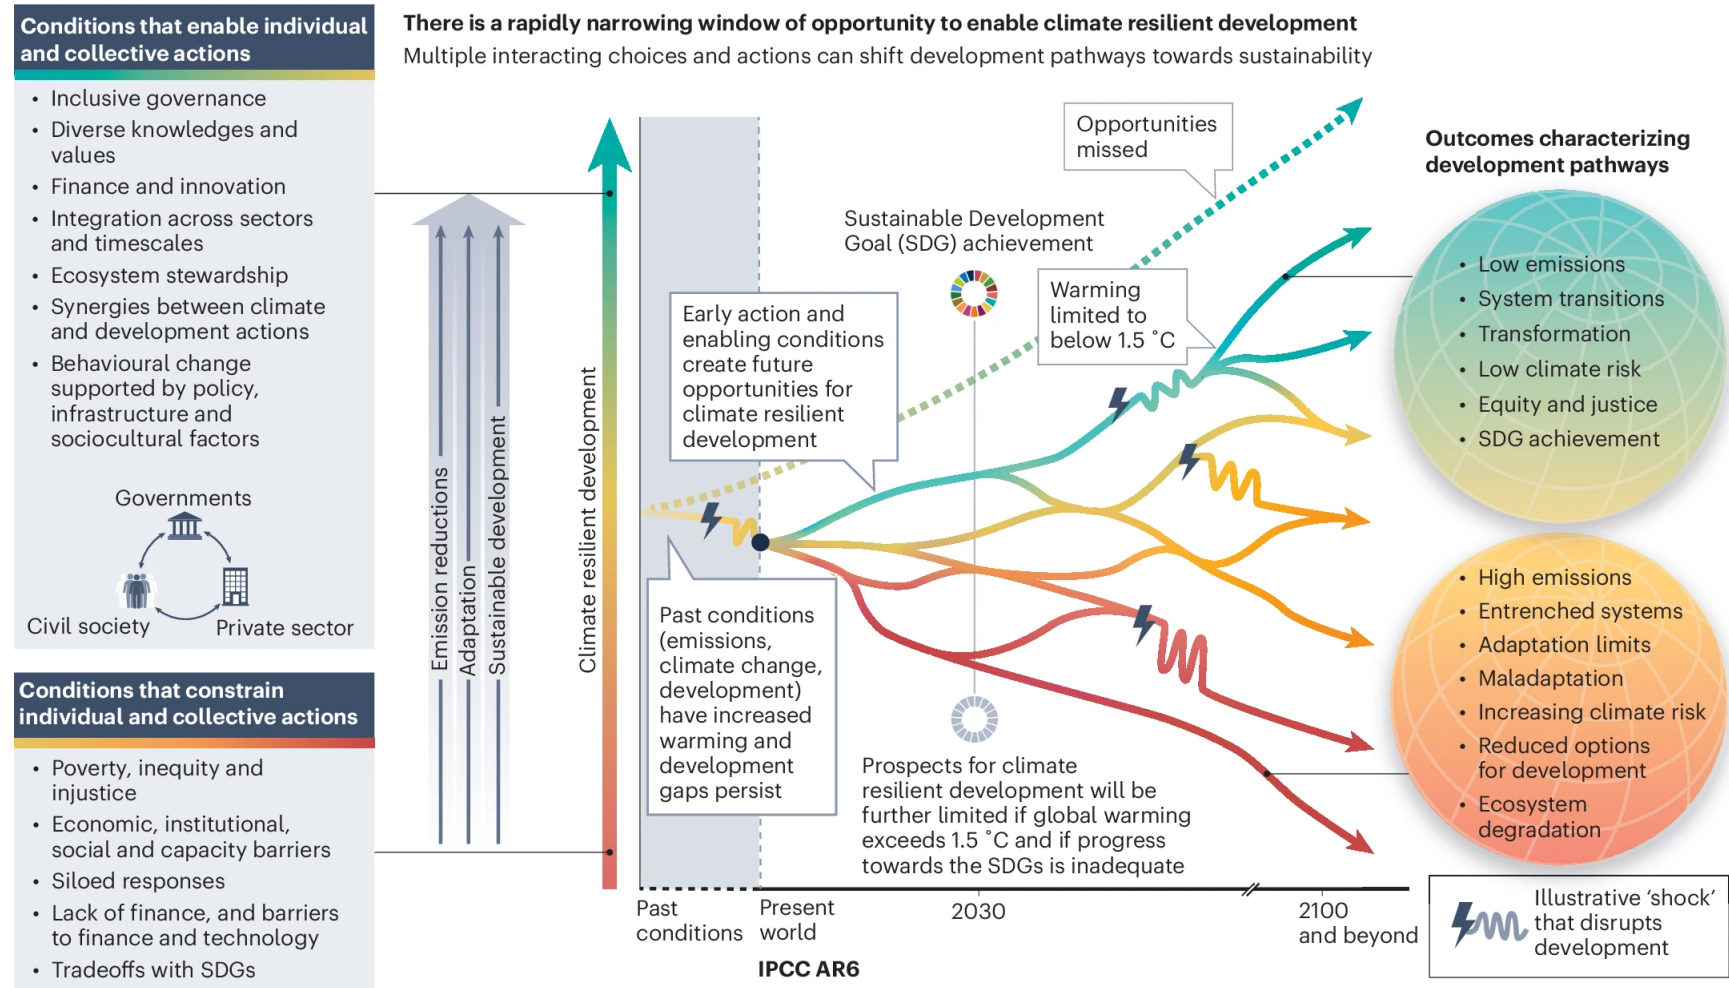 Conditions that enable individual
and collective actions
• Inclusive governance
• Diverse knowledges and
values
• Finance and innovation
• Integration across sectors
and timescales
• Ecosystem stewardship
• Synergies between climate
and development actions
• Behavioural change
supported by policy,
infrastructure and
sociocultural factors
Governments
Civil society
Private sector
Conditions that constrain
individual and collective actions
• Poverty, inequity and
injustice
• Economic, institutional,
social and capacity barriers
• Siloed responses
• Lack of finance, and barriers
to finance and technology
• Tradeoffs with SDGs
There is a rapidly narrowing window of opportunity to enable climate resilient development
Multiple interacting choices and actions can shift development pathways towards sustainability
Emission reductions
Adaptation
Sustainable development
Climate resilient development
Opportunities
missed
Sustainable Development
Goal (SDG) achievement
Warming
limited to
below 1.5 ˚C
Early action and
enabling conditions
create future
opportunities for
climate resilient
development
Past conditions
(emissions,
climate change,
development)
have increased
warming and
development
gaps persist
Prospects for climate
resilient development will be
further limited if global warming
exceeds 1.5 ˚C and if progress
towards the SDGs is inadequate
Past
conditions
Present
world
IPCC AR6
2030
2100
and beyond
Outcomes characterizing
development pathways
• Low emissions
• System transitions
• Transformation
• Low climate risk
• Equity and justice
• SDG achievement
• High emissions
• Entrenched systems
• Adaptation limits
• Maladaptation
• Increasing climate risk
• Reduced options
for development
• Ecosystem
degradation
Illustrative ‘shock’
that disrupts
development